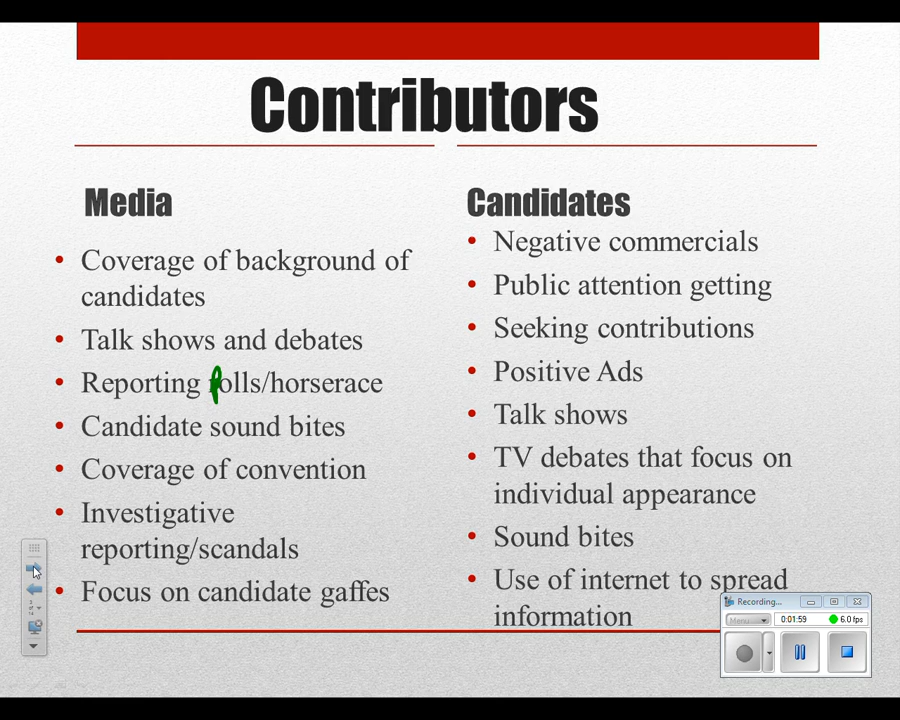 Contributors
Media
Coverage of background of
candidates
Talk shows and debates
Reporting polls/horserace
Candidate sound bites
Coverage of convention
Investigative
reporting/scandals
Focus on candidate gaffes
Candidates
Negative commercials
Public attention getting
Seeking contributions
Positive Ads
Talk shows
TV debates that focus on
individual appearance
Sound bites
Use of internet to spread
information
Recording...
Menu
0:01:59
6.0 fps
3
of
14